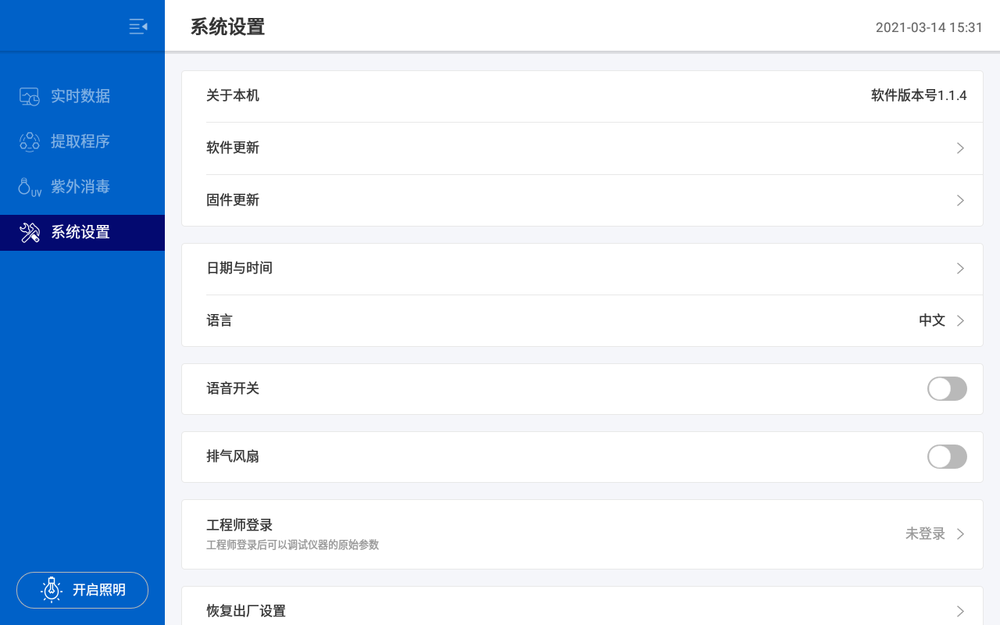 系统设置
2021-03-14 15:31
实时数据
提取程序
UV
紫外消毒
系统设置
开启照明
关于本机
软件版本号1.1.4
软件更新
固件更新
日期与时间
语言
中文
语音开关
排气风扇
工程师登录
工程师登录后可以调试仪器的原始参数
未登录
恢复出厂设置